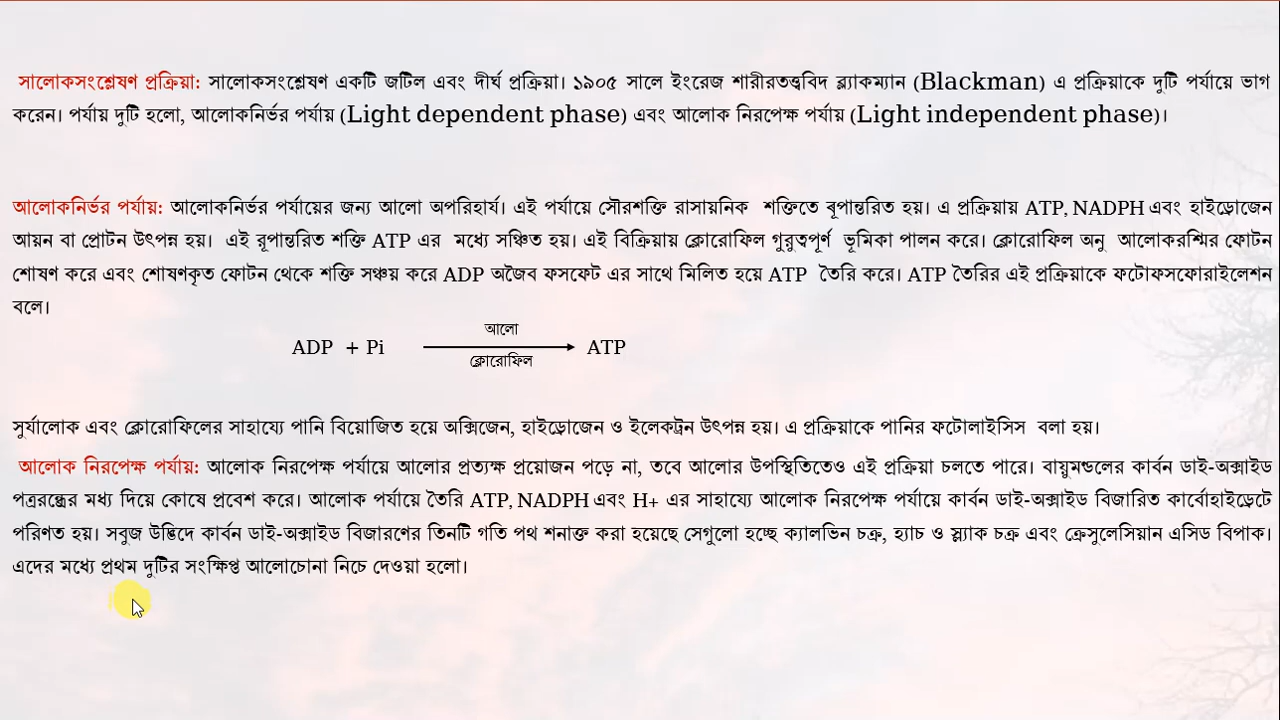 সালোকসংশ্লেষণ প্রক্রিয়া: সালোকসংশ্লেষণ একটি জটিল এবং দীর্ঘ প্রক্রিয়া। ১৯০৫ সালে ইংরেজ শারীরতত্ত্ববিদ ব্ল্যাকম্যান (Blackman) এ প্রক্রিয়াকে দুটি পর্যায়ে ভাগ
করেন। পর্যায় দুটি হলো, আলোকনির্ভর পর্যায় (Light dependent phase) এবং আলোক নিরপেক্ষ পর্যায় (Light independent phase)।
আলোকনির্ভর পর্যায়: আলোকনির্ভর পর্যায়ের জন্য আলো অপরিহার্য। এই পর্যায়ে সৌরশক্তি রাসায়নিক শক্তিতে রূপান্তরিত হয়। এ প্রক্রিয়ায় ATP, NADPH এবং হাইড্রোজেন
আয়ন বা প্রোটন উৎপন্ন হয়। এই রূপান্তরিত শক্তি ATP এর মধ্যে সঞ্চিত হয়। এই বিক্রিয়ায় ক্লোরোফিল গুরুত্বপূর্ণ ভূমিকা পালন করে। ক্লোরোফিল অনু আলোকরশ্মির ফোটন
শোষণ করে এবং শোষণকৃত ফোটন থেকে শক্তি সঞ্চয় করে ADP অজৈব ফসফেট এর সাথে মিলিত হয়ে ATP তৈরি করে। ATP তৈরির এই প্রক্রিয়াকে ফটোফসফোরাইলেশন
বলে।
আলো
ADP + Pi ATP
ক্লোরোফিল
সুর্যালোক এবং ক্লোরোফিলের সাহায্যে পানি বিয়োজিত হয়ে অক্সিজেন, হাইড্রোজেন ও ইলেকট্রন উৎপন্ন হয়। এ প্রক্রিয়াকে পানির ফটোলাইসিস বলা হয়।
আলোক নিরপেক্ষ পর্যায়: আলোক নিরপেক্ষ পর্যায়ে আলোর প্রত্যক্ষ প্রয়োজন পড়ে না, তবে আলোর উপস্থিতিতেও এই প্রক্রিয়া চলতে পারে। বায়ুমন্ডলের কার্বন ডাই-অক্সাইড
পত্ররন্ধ্রের মধ্য দিয়ে কোষে প্রবেশ করে। আলোক পর্যায়ে তৈরি ATP, NADPH এবং H+ এর সাহায্যে আলোক নিরপেক্ষ পর্যায়ে কার্বন ডাই-অক্সাইড বিজারিত কার্বোহাইড্রেটে
পরিণত হয়। সবুজ উদ্ভিদে কার্বন ডাই-অক্সাইড বিজারণের তিনটি গতি পথ শনাক্ত করা হয়েছে সেগুলো হচ্ছে ক্যালভিন চক্র, হ্যাচ ও স্ল্যাক চক্র এবং ক্রেসুলেসিয়ান এসিড বিপাক।
এদের মধ্যে প্রথম দুটির সংক্ষিপ্ত আলোচোনা নিচে দেওয়া হলো।